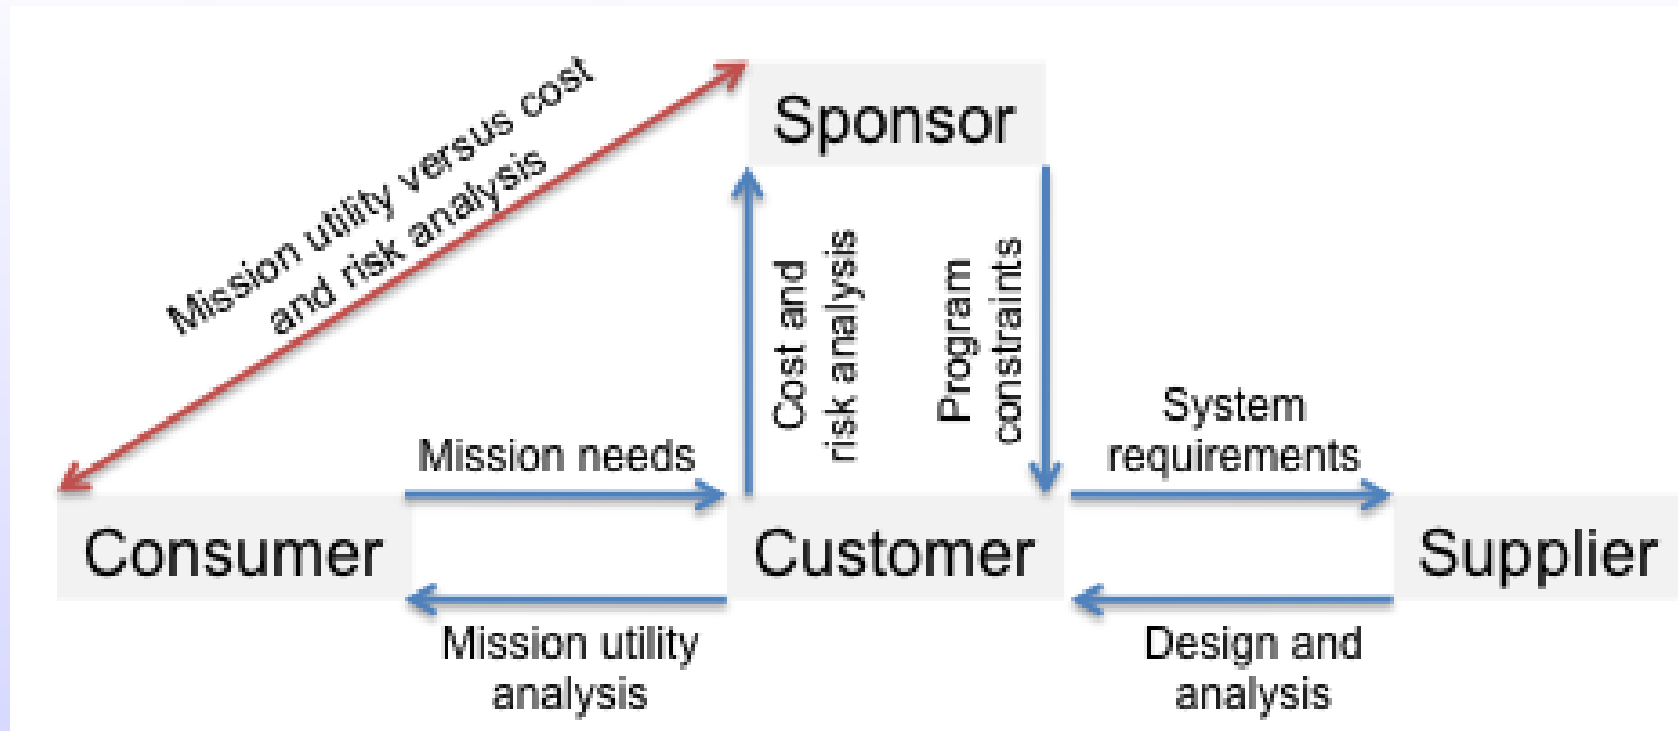 Mission utility versus cost
and risk analysis
Sponsor
Cost and
risk analysis
Program
constraints
System
requirements
Mission needs
Consumer
Customer
Supplier
Mission utility
analysis
Design and
analysis